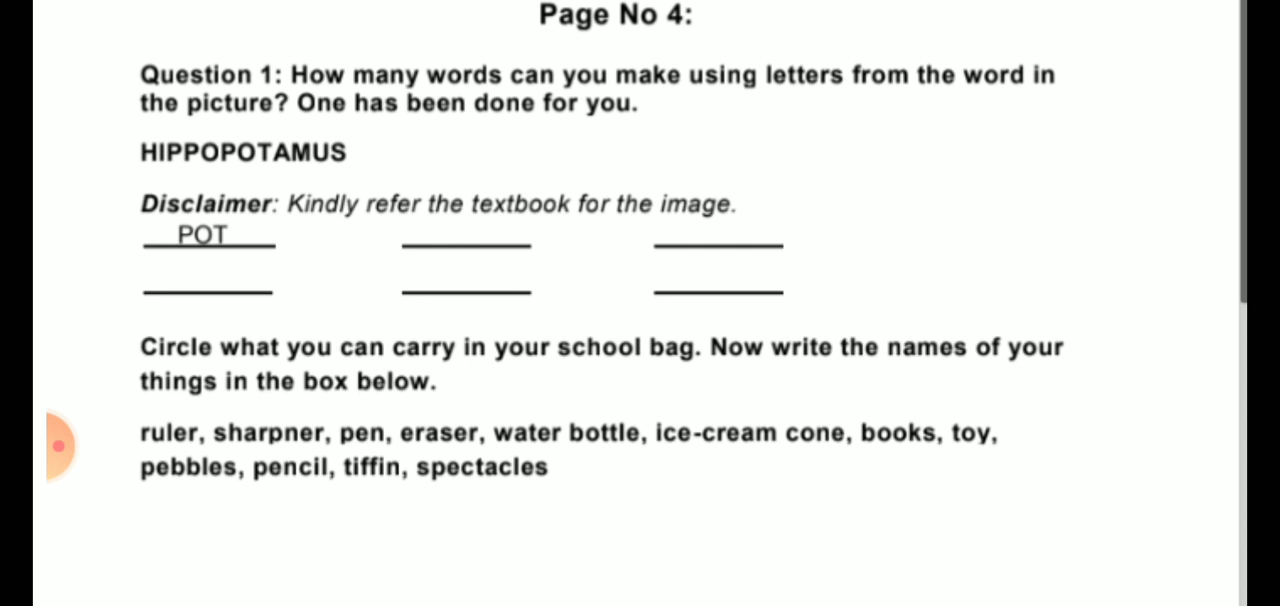 Page No 4:
Question 1: How many words can you make using letters from the word in
the picture? One has been done for you.
HIPPOPOTAMUS
Disclaimer: Kindly refer the textbook for the image.
POT
Circle what you can carry in your school bag. Now write the names of your
things in the box below.
ruler, sharpner, pen, eraser, water bottle, ice-cream cone, books, toy,
pebbles, pencil, tiffin, spectacles